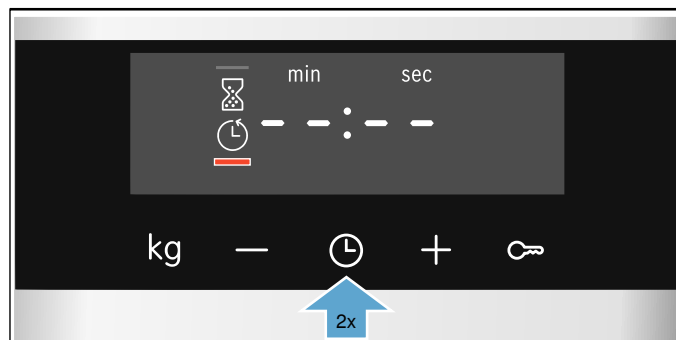 min sec
-- -- : -- --
kg − +
2x